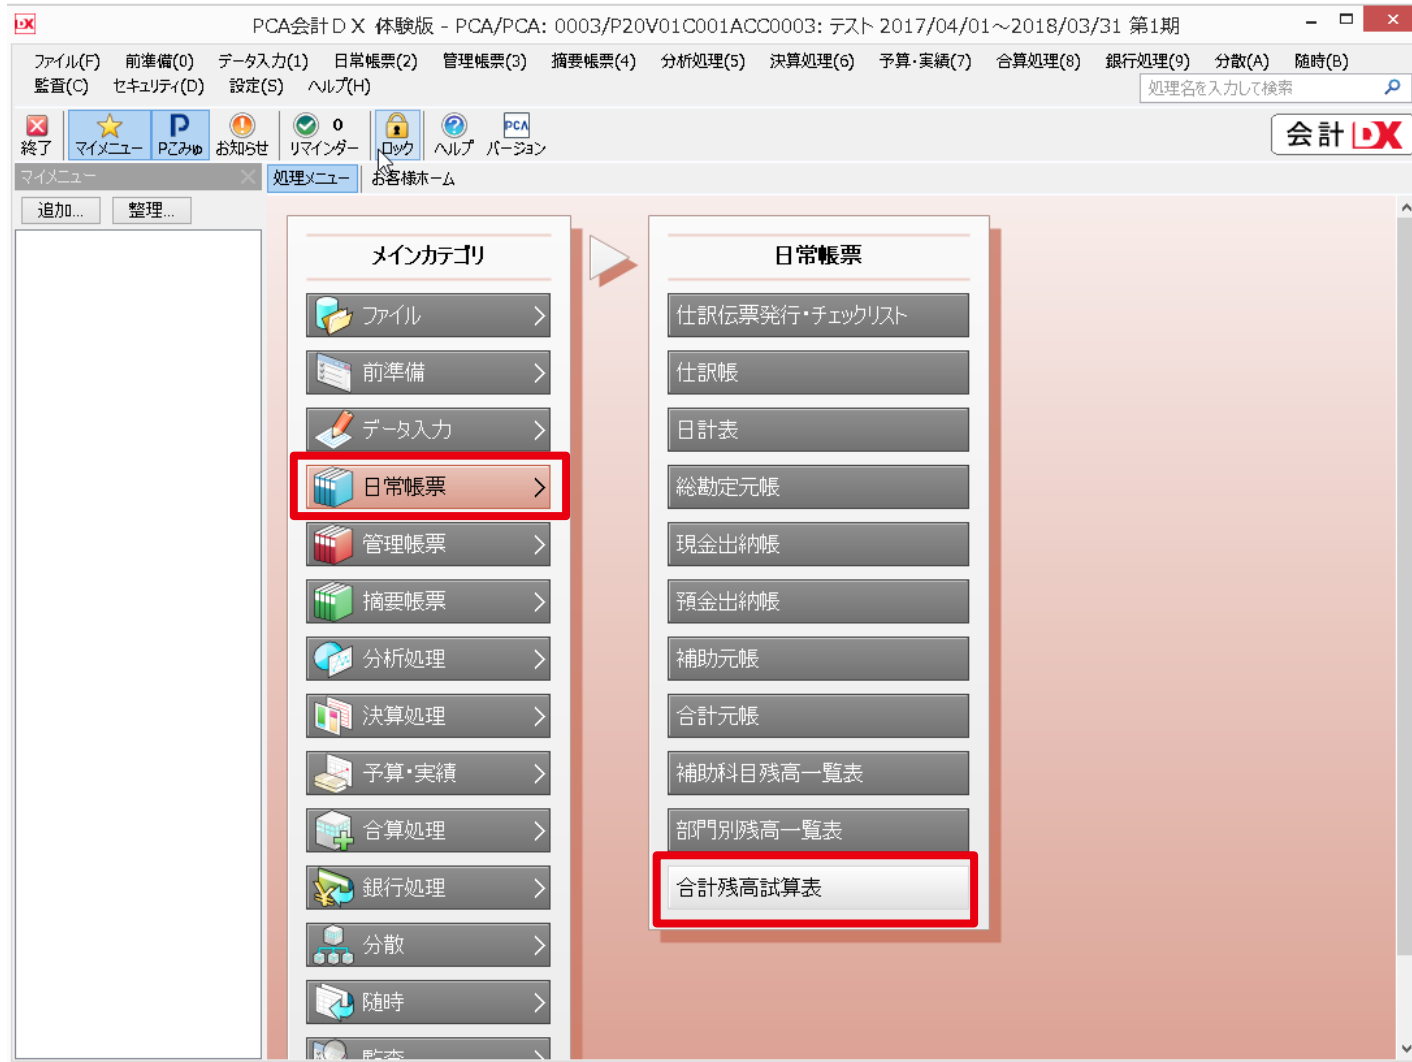 PCA会計ＤＸ 体験版 - PCA/PCA: 0003/P20V01C001ACC0003: テスト 2017/04/01～2018/03/31 第1期
ファイル(F) 前準備(0) データ入力(1) 日常帳票(2) 管理帳票(3) 摘要帳票(4) 分析処理(5) 決算処理(6) 予算・実績(7) 合算処理(8) 銀行処理(9) 分散(A) 随時(B)
監査(C) セキュリティ(D) 設定(S) ヘルプ(H)
処理名を入力して検索
0
終了 マイメニュー Pこみゅ お知らせ リマインダー ロック ヘルプ バージョン
会計 DX
マイメニュー
処理メニュー お客様ホーム
追加... 整理...
メインカテゴリ
ファイル
前準備
データ入力
日常帳票
管理帳票
摘要帳票
分析処理
決算処理
予算・実績
合算処理
銀行処理
分散
随時
監査
日常帳票
仕訳伝票発行・チェックリスト
仕訳帳
日計表
総勘定元帳
現金出納帳
預金出納帳
補助元帳
合計元帳
補助科目残高一覧表
部門別残高一覧表
合計残高試算表